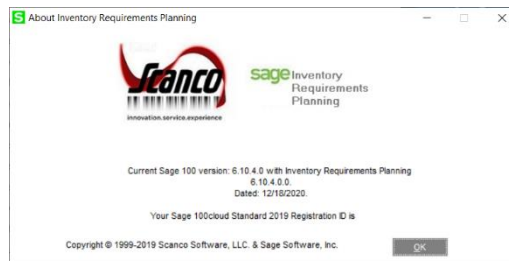 S About Inventory Requirements Planning
Scanco
innovation.service.experience
sage Inventory
Requirements
Planning
Current Sage 100 version: 6.10.4.0 with Inventory Requirements Planning
6.10.4.0.0.
Dated: 12/18/2020.
Your Sage 100cloud Standard 2019 Registration ID is
Copyright © 1999-2019 Scanco Software, LLC. & Sage Software, Inc.
OK